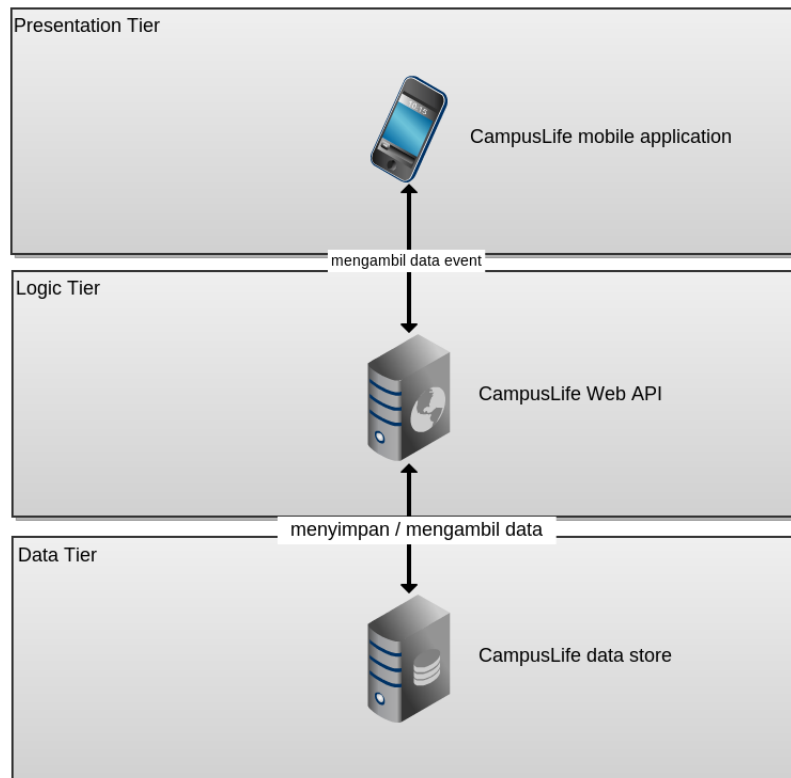 Presentation Tier
CampusLife mobile application
mengambil data event
Logic Tier
CampusLife Web API
menyimpan / mengambil data
Data Tier
CampusLife data store